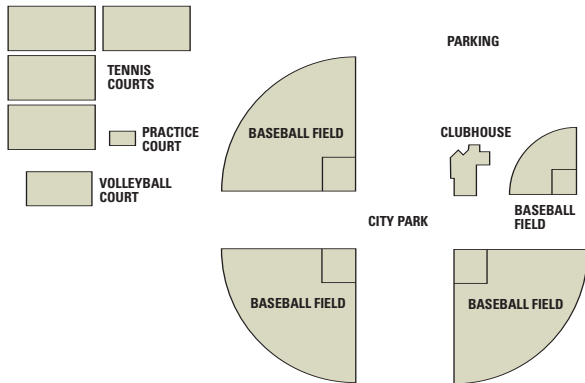 PARKING
TENNIS
COURTS
PRACTICE
COURT
BASEBALL FIELD
CLUBHOUSE
VOLLEYBALL
COURT
BASEBALL
FIELD
CITY PARK
BASEBALL FIELD
BASEBALL FIELD